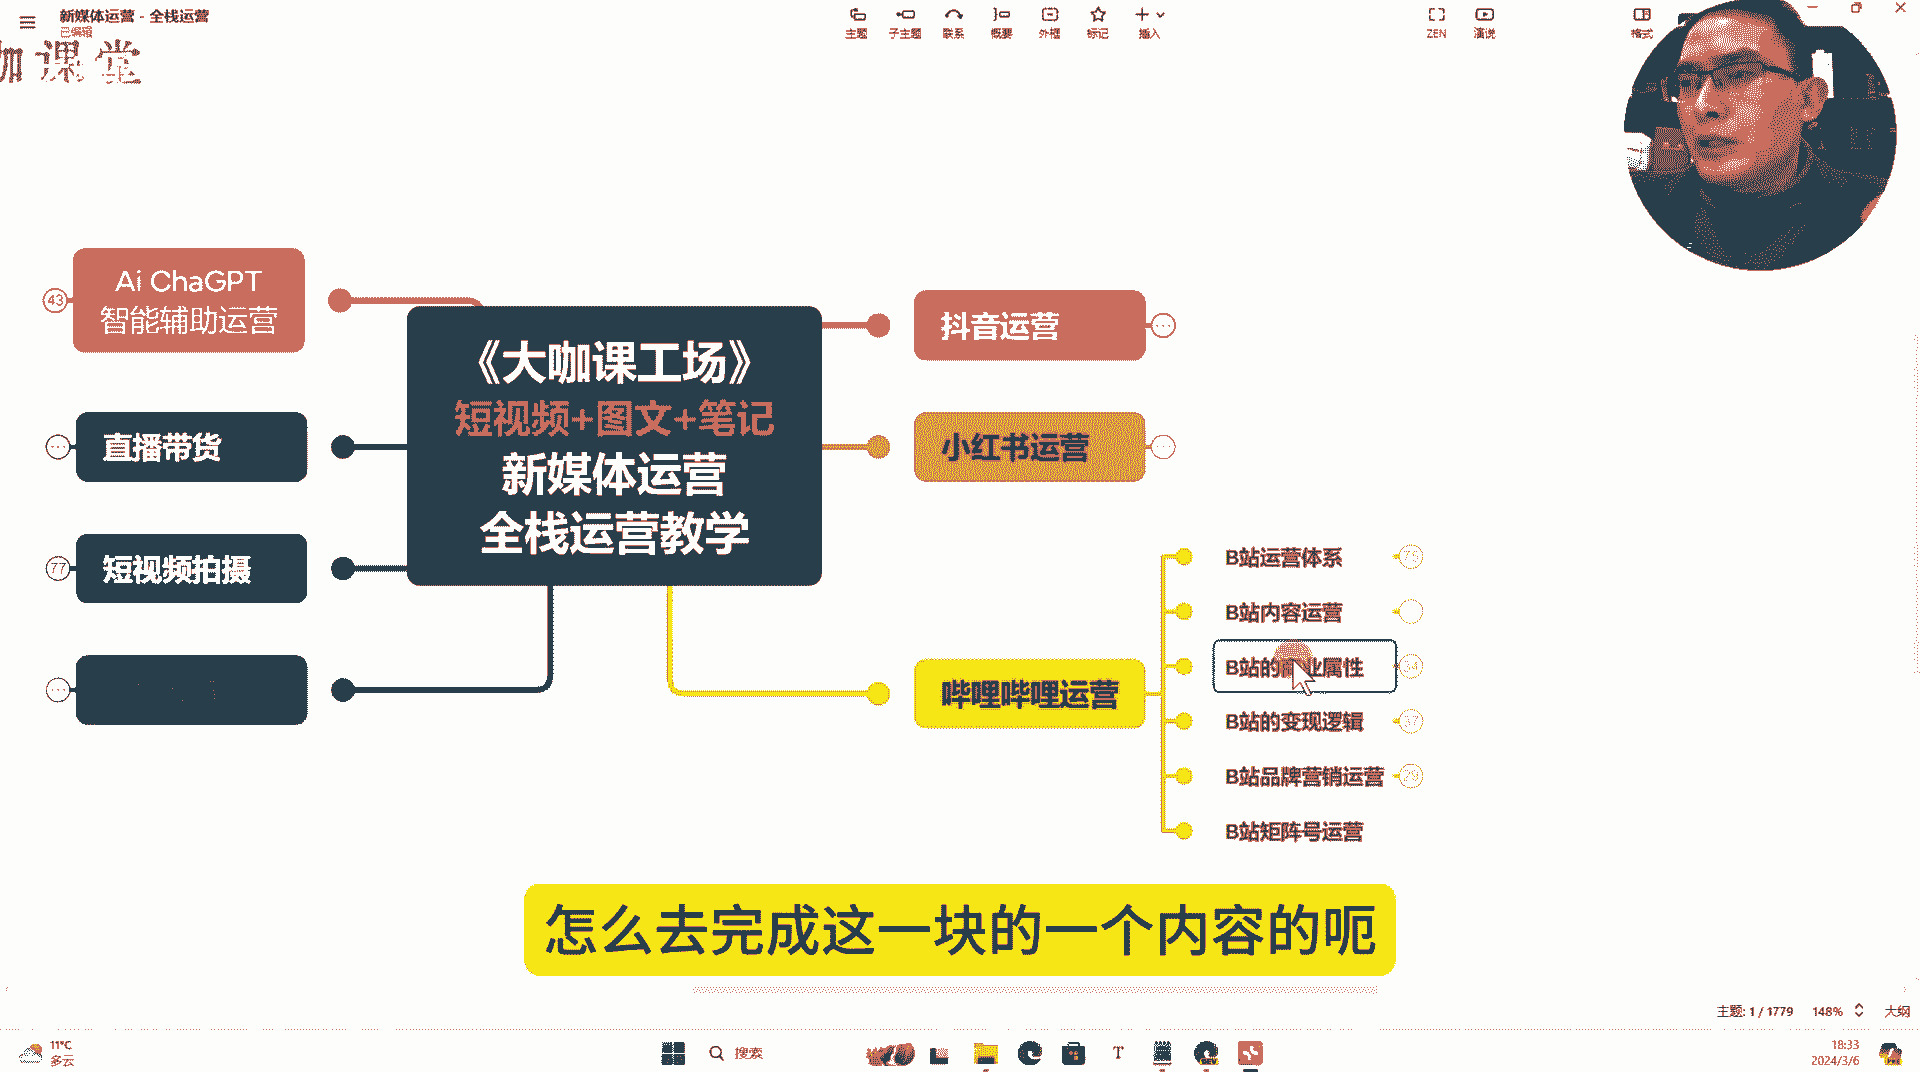 新媒体运营 - 全栈运营
已编辑
咖课堂
主题
子主题
联系
概要
外框
标记
插入
ZEN
演说
格式
43
Ai ChaGPT
智能辅助运营
直播带货
77
短视频拍摄
《大咖课工场》
短视频+图文+笔记
新媒体运营
全栈运营教学
抖音运营
小红书运营
哔哩哔哩运营
B站运营体系
75
B站内容运营
B站的商业属性
34
B站的变现逻辑
37
B站品牌营销运营
29
B站矩阵号运营
怎么去完成这一块的一个内容的呃
主题: 1 / 1779
148%
大纲
11°C
多云
搜索
18:33
2024/3/6